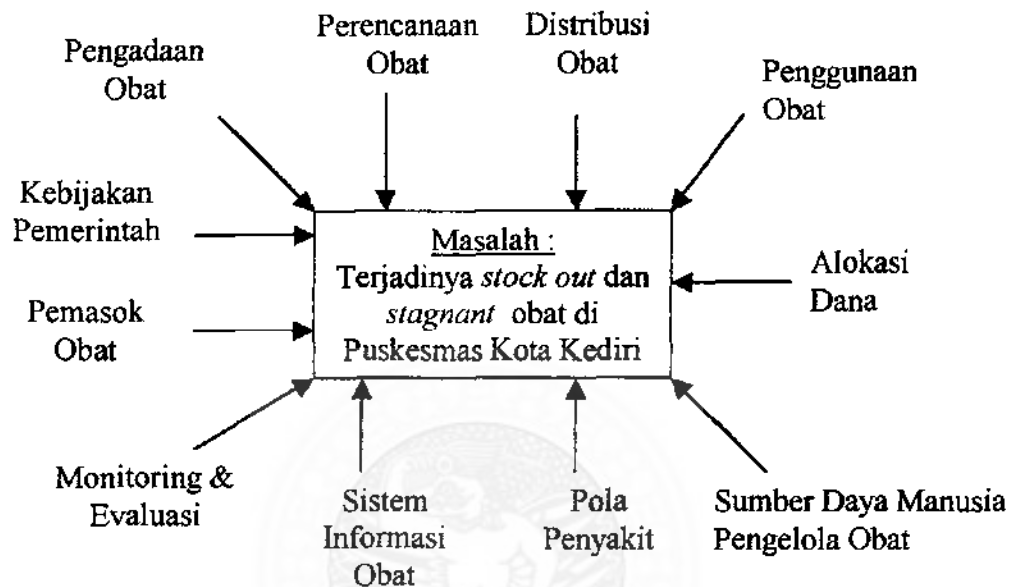 Pengadaan
Obat
Perencanaan
Obat
Distribusi
Obat
Penggunaan
Obat
Kebijakan
Pemerintah
Masalah :
Terjadinya stock out dan
stagnant obat di
Puskesmas Kota Kediri
Alokasi
Dana
Pemasok
Obat
Monitoring &
Evaluasi
Sistem
Informasi
Obat
Pola
Penyakit
Sumber Daya Manusia
Pengelola Obat